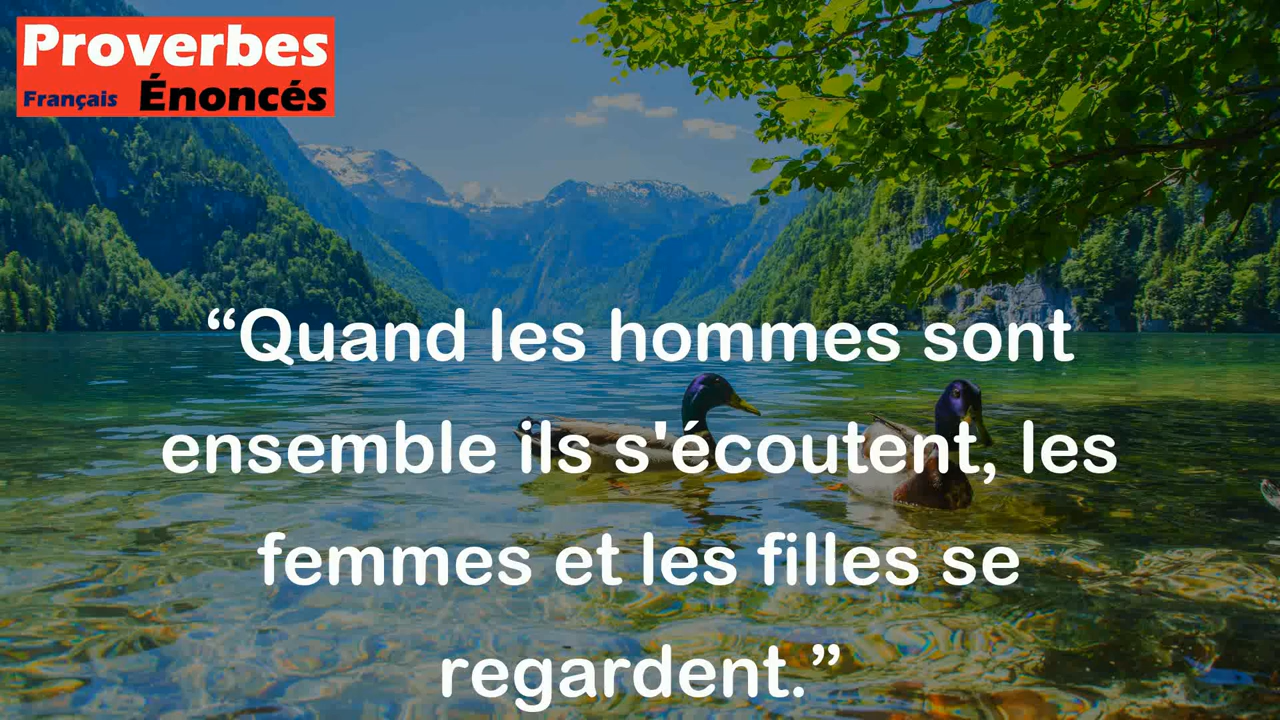 Proverbes
Français Énoncés
“Quand les hommes sont
ensemble ils s'écoutent, les
femmes et les filles se
regardent.”